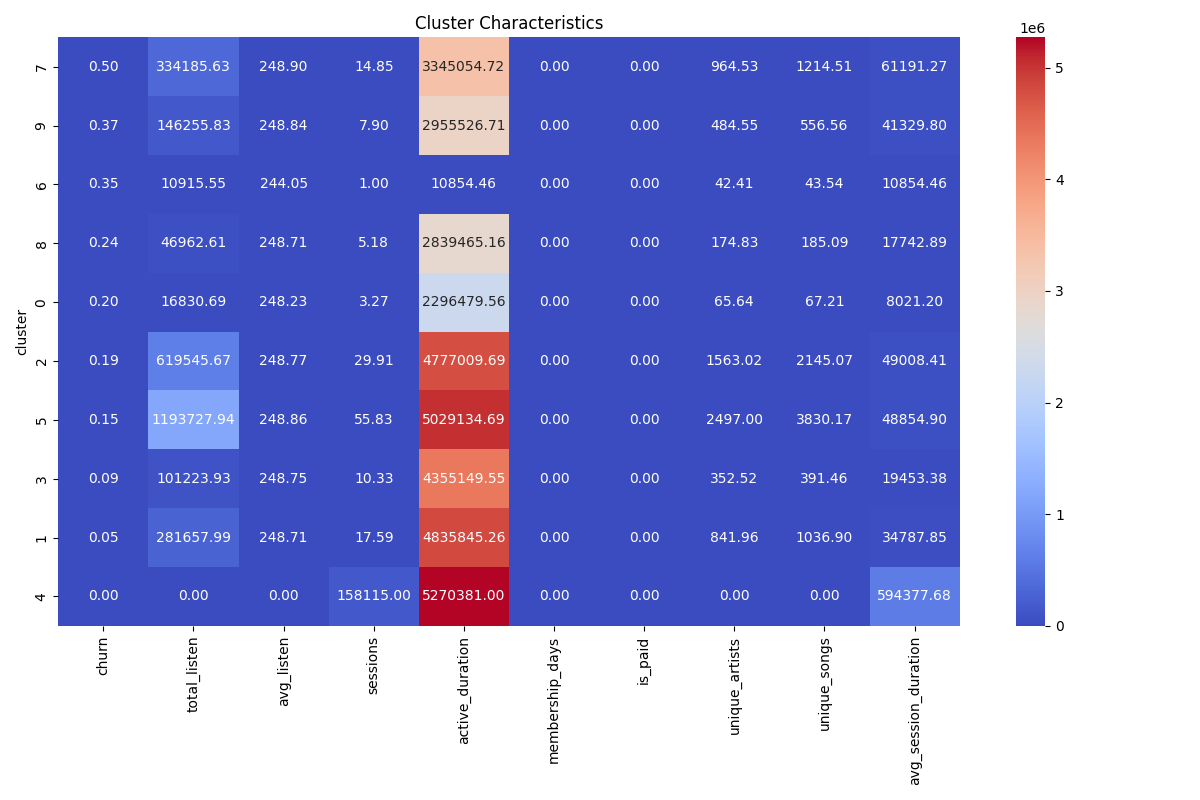 Cluster Characteristics
1e6
7 0.50 334185.63 248.90 14.85 3345054.72 0.00 0.00 964.53 1214.51 61191.27
9 0.37 146255.83 248.84 7.90 2955526.71 0.00 0.00 484.55 556.56 41329.80
6 0.35 10915.55 244.05 1.00 10854.46 0.00 0.00 42.41 43.54 10854.46
8 0.24 46962.61 248.71 5.18 2839465.16 0.00 0.00 174.83 185.09 17742.89
0 0.20 16830.69 248.23 3.27 2296479.56 0.00 0.00 65.64 67.21 8021.20
2 0.19 619545.67 248.77 29.91 4777009.69 0.00 0.00 1563.02 2145.07 49008.41
5 0.15 1193727.94 248.86 55.83 5029134.69 0.00 0.00 2497.00 3830.17 48854.90
3 0.09 101223.93 248.75 10.33 4355149.55 0.00 0.00 352.52 391.46 19453.38
1 0.05 281657.99 248.71 17.59 4835845.26 0.00 0.00 841.96 1036.90 34787.85
4 0.00 0.00 0.00 158115.00 5270381.00 0.00 0.00 0.00 0.00 594377.68
cluster
churn
total_listen
avg_listen
sessions
active_duration
membership_days
is_paid
unique_artists
unique_songs
avg_session_duration
5
4
3
2
1
0